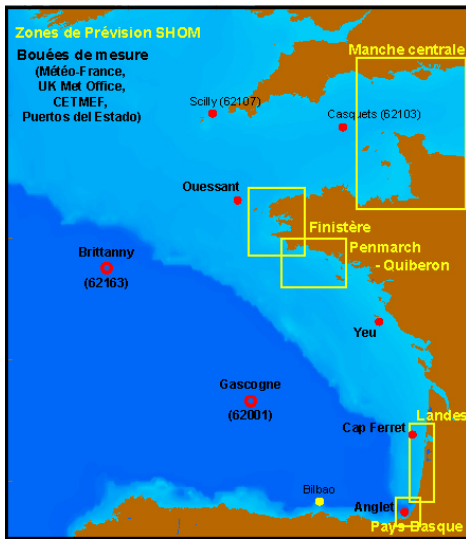 Zones de Prévision SHOM
Bouées de mesure
(Météo-France,
UK Met Office,
CETMEF,
Puertos del Estado)
Manche centrale
Scilly (62107)
Casquets (62103)
Ouessant
Finistère
Penmarch
- Quiberon
Brittanny
(62163)
Yeu
Gascogne
(62001)
Landes
Cap Ferret
Bilbao
Anglet
Pays Basque